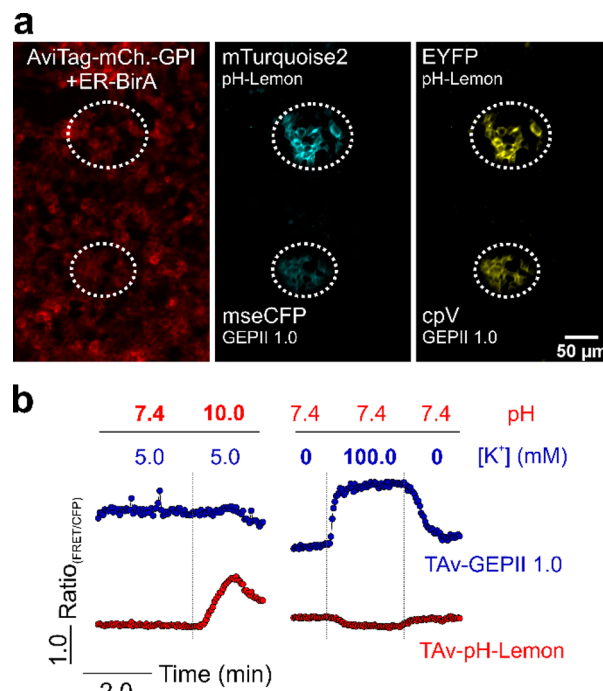 a
AviTag-mCh.-GPI
+ER-BirA
mTurquoise2
pH-Lemon
EYFP
pH-Lemon
mseCFP
GEPII 1.0
cpV
GEPII 1.0
50 µm
b
7.4 10.0 7.4 7.4 7.4 pH
5.0 5.0 0 100.0 0 [K⁺] (mM)
TAv-GEPII 1.0
TAv-pH-Lemon
1.0 Ratio(FRET/CFP)
Time (min)
2.0